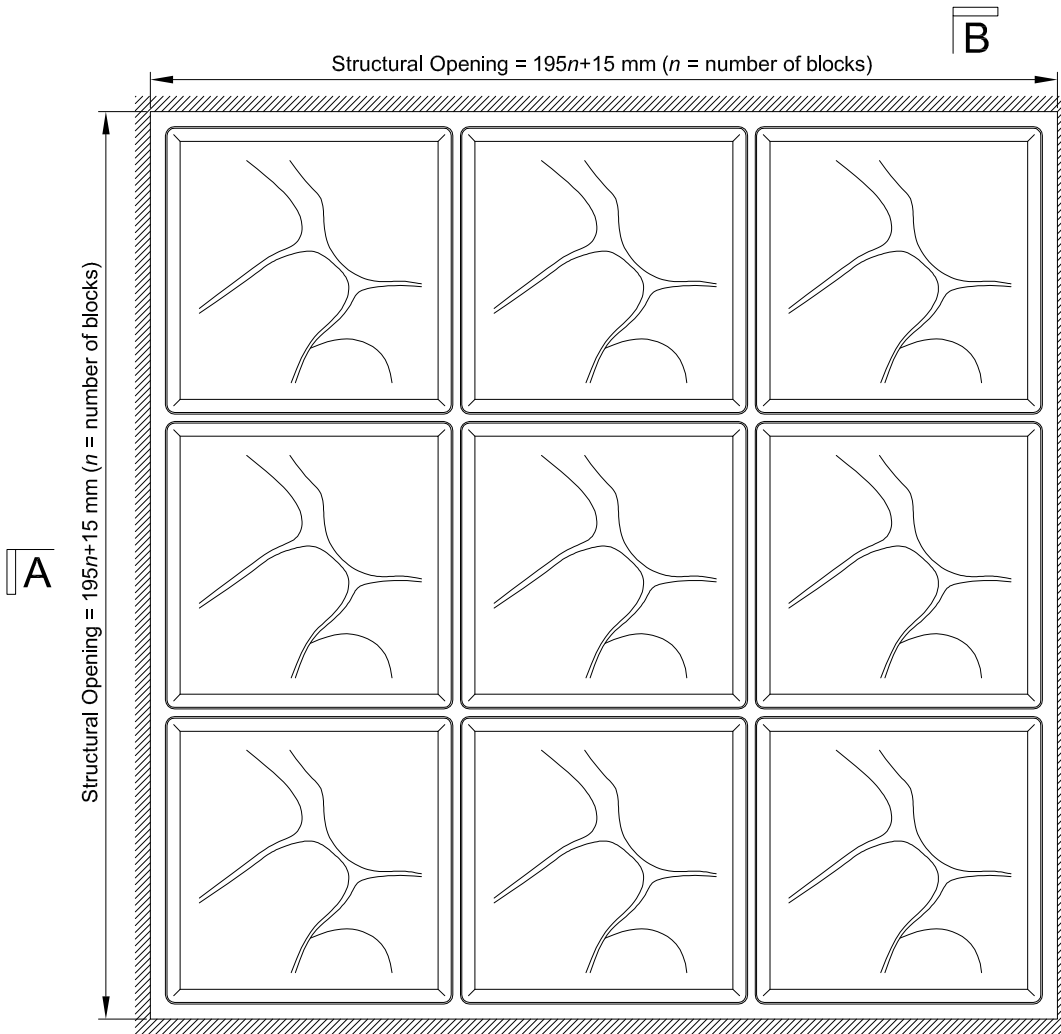 B
Structural Opening = 195n+15 mm (n = number of blocks)
Structural Opening = 195n+15 mm (n = number of blocks)
A